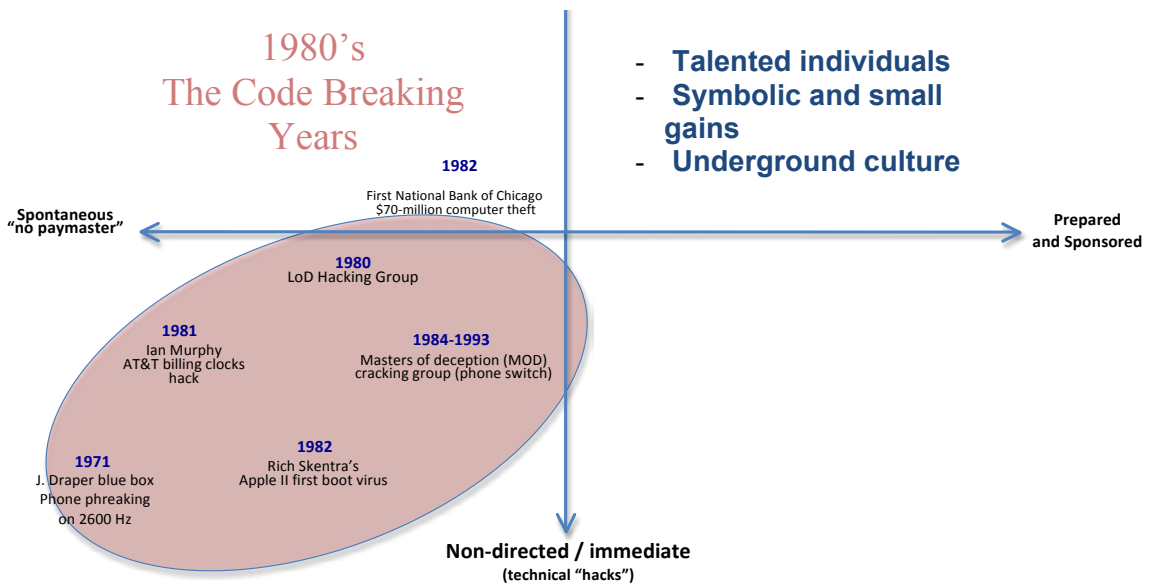 1980’s
The Code Breaking
Years
- Talented individuals
- Symbolic and small
gains
- Underground culture
1982
First National Bank of Chicago
$70-million computer theft
Spontaneous
“no paymaster”
Prepared
and Sponsored
1980
LoD Hacking Group
1981
Ian Murphy
AT&T billing clocks
hack
1984-1993
Masters of deception (MOD)
cracking group (phone switch)
1971
J. Draper blue box
Phone phreaking
on 2600 Hz
1982
Rich Skentra’s
Apple II first boot virus
Non-directed / immediate
(technical “hacks”)